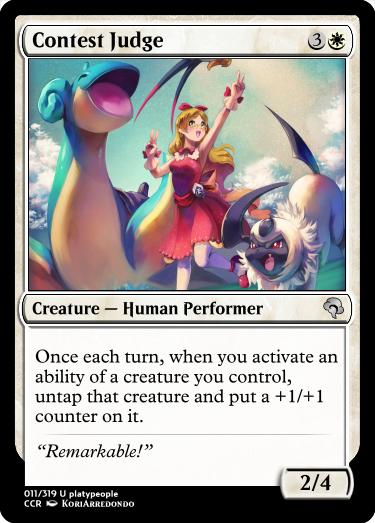 Contest Judge 3
Creature — Human Performer
Once each turn, when you activate an
ability of a creature you control,
untap that creature and put a +1/+1
counter on it.
“Remarkable!”
2/4
011/319 U platypeople
CCR KoriArredondo